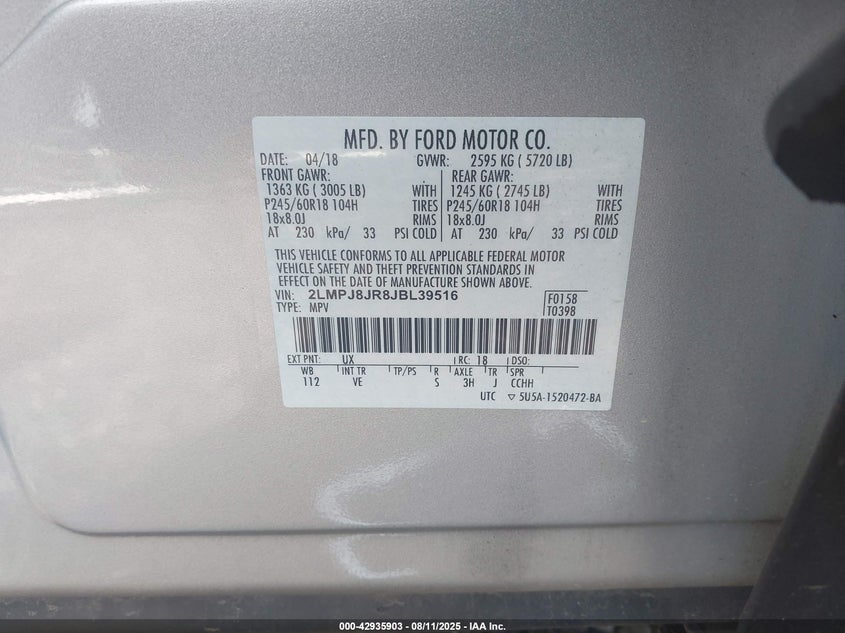 MFD. BY FORD MOTOR CO.
DATE: 04/18 GVWR: 2595 KG ( 5720 LB)
FRONT GAWR: REAR GAWR:
1363 KG ( 3005 LB) WITH 1245 KG ( 2745 LB) WITH
P245/60R18 104H TIRES P245/60R18 104H TIRES
18x8.0J RIMS 18x8.0J RIMS
AT 230 kPa/ 33 PSI COLD AT 230 kPa/ 33 PSI COLD
THIS VEHICLE CONFORMS TO ALL APPLICABLE FEDERAL MOTOR
VEHICLE SAFETY AND THEFT PREVENTION STANDARDS IN
EFFECT ON THE DATE OF MANUFACTURE SHOWN ABOVE.
VIN: 2LMPJ8JR8JBL39516 F0158
TYPE: MPV T0398
EXT PNT: UX RC: 18 DSO:
WB INT TR TP/PS R AXLE TR SPR
112 VE S 3H J CCHH
UTC ▽ 5U5A-1520472-BA
000-42935903 - 08/11/2025 - IAA Inc.